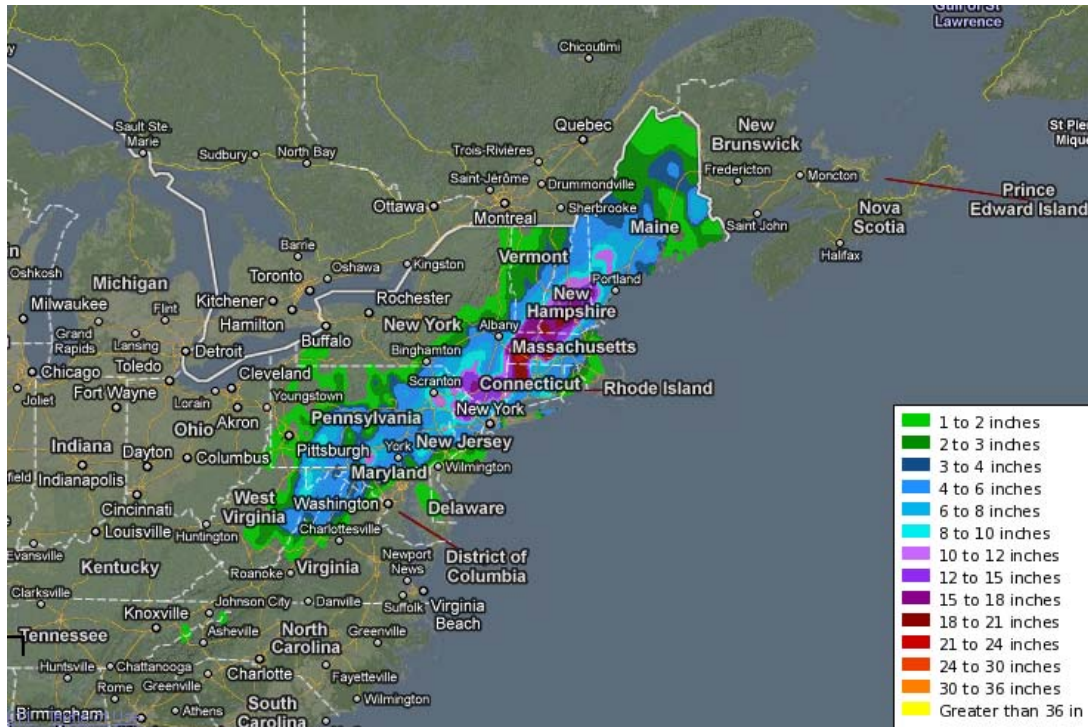 Gulf of St
Lawrence
Chicoutimi
Quebec
New
Brunswick
St Pier
Mique
Sault Ste.
Marie
Sudbury
North Bay
Trois-Rivières
Fredericton
Moncton
Saint-Jérôme
Drummondville
Prince
Edward Island
Ottawa
Montreal
Sherbrooke
Maine
Saint John
Nova
Scotia
Halifax
Barrie
Kingston
Vermont
Oshkosh
Michigan
Toronto
Oshawa
Portland
Milwaukee
Flint
Kitchener
Rochester
New
Hampshire
Grand
Rapids
Lansing
Hamilton
New York
Albany
Buffalo
Massachusetts
Detroit
Binghamton
Chicago
Toledo
Cleveland
Scranton
Connecticut
Rhode Island
Joliet
Fort Wayne
Lorain
Youngstown
New York
Akron
Pennsylvania
Ohio
Indiana
Dayton
Columbus
Pittsburgh
York
New Jersey
Wilmington
field
Indianapolis
Maryland
Cincinnati
West
Virginia
Washington
Delaware
Louisville
Huntington
Charlottesville
Evansville
District of
Columbia
Kentucky
Roanoke
Virginia
Newport
News
Clarksville
Johnson City
Danville
Suffolk
Virginia
Beach
Knoxville
Tennessee
Asheville
North
Carolina
Greenville
Huntsville
Chattanooga
Charlotte
Fayetteville
Rome
Greenville
Wilmington
Birmingham
Athens
South
Carolina
1 to 2 inches
2 to 3 inches
3 to 4 inches
4 to 6 inches
6 to 8 inches
8 to 10 inches
10 to 12 inches
12 to 15 inches
15 to 18 inches
18 to 21 inches
21 to 24 inches
24 to 30 inches
30 to 36 inches
Greater than 36 in